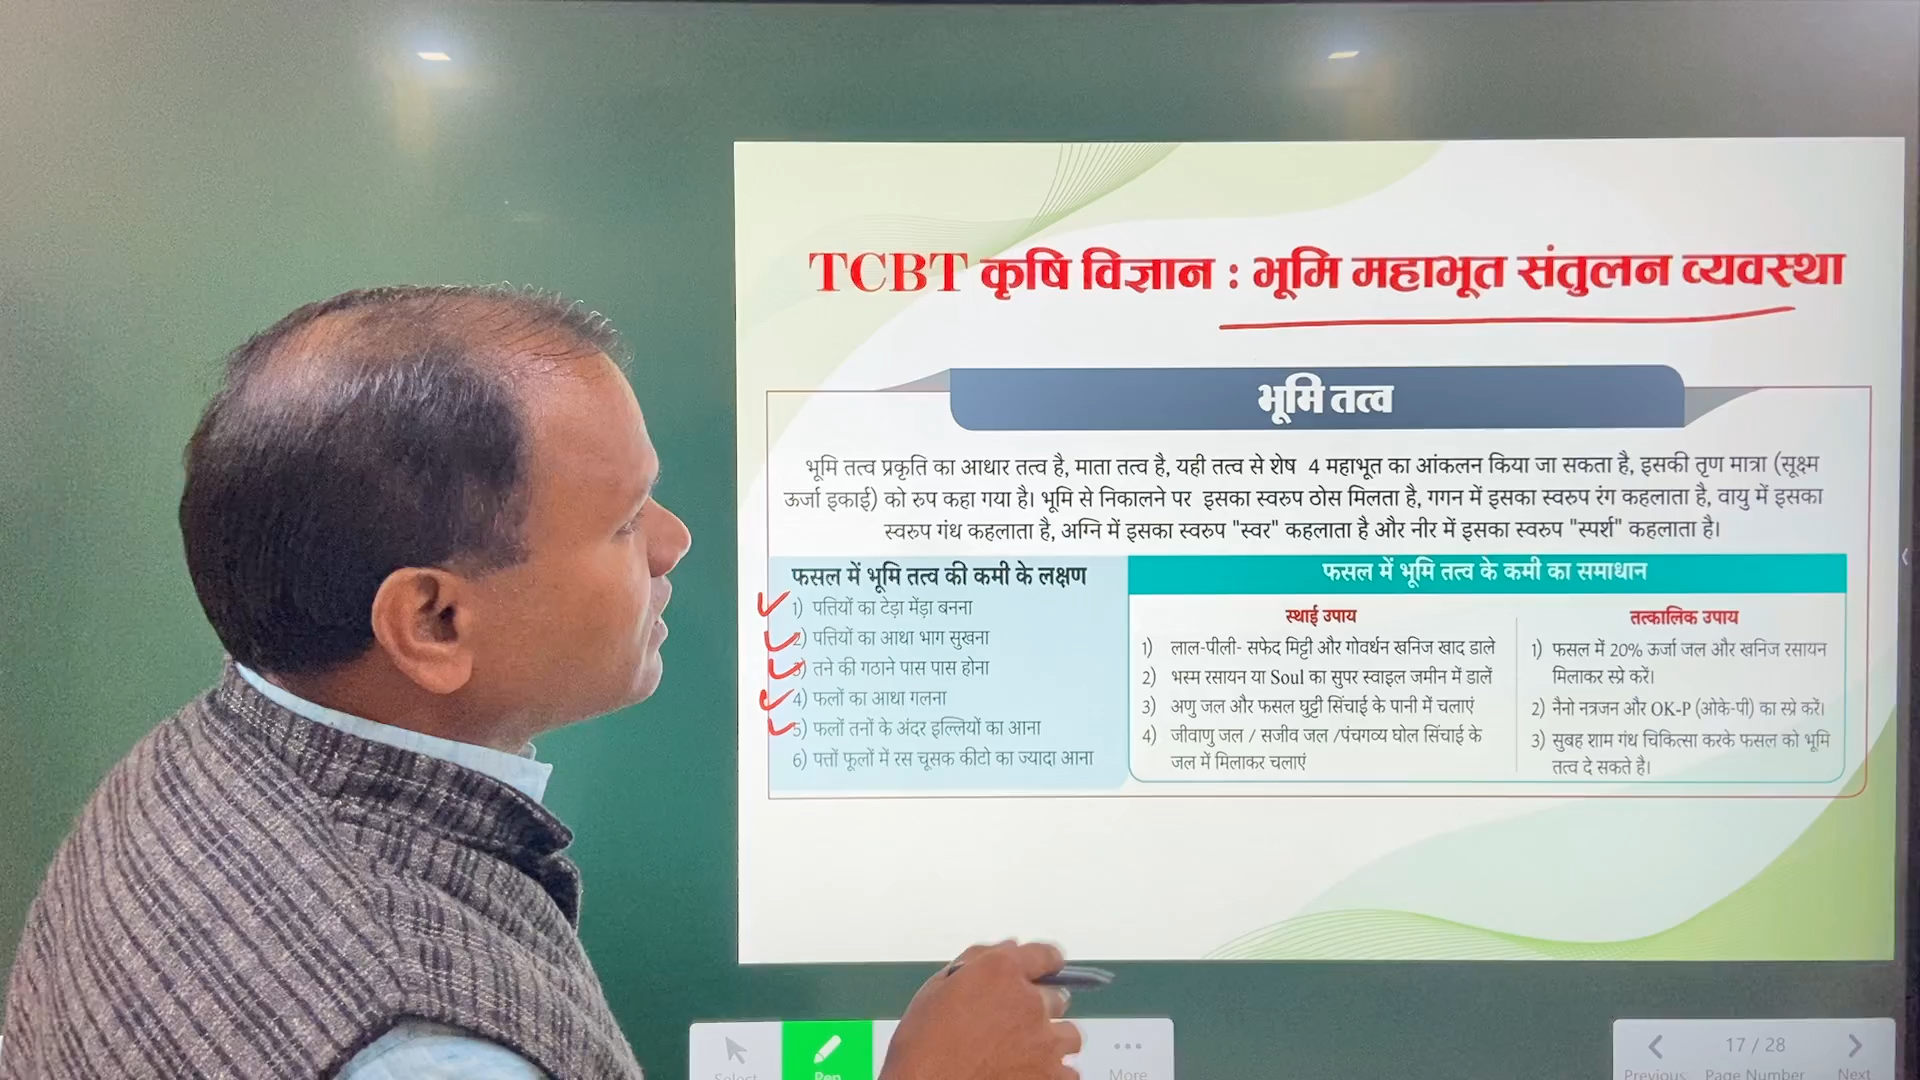 TCBT कृषि विज्ञान : भूमि महाभूत संतुलन व्यवस्था
भूमि तत्व
भूमि तत्व प्रकृति का आधार तत्व है, माता तत्व है, यही तत्व से शेष 4 महाभूत का आंकलन किया जा सकता है, इसकी तृण मात्रा (सूक्ष्म
ऊर्जा इकाई) को रुप कहा गया है। भूमि से निकालने पर इसका स्वरुप ठोस मिलता है, गगन में इसका स्वरुप रंग कहलाता है, वायु में इसका
स्वरुप गंध कहलाता है, अग्नि में इसका स्वरुप "स्वर" कहलाता है और नीर में इसका स्वरुप "स्पर्श" कहलाता है।
फसल में भूमि तत्व की कमी के लक्षण
1) पत्तियों का टेड़ा मेंड़ा बनना
2) पत्तियों का आधा भाग सुखना
3) तने की गठाने पास पास होना
4) फलों का आधा गलना
5) फलों तनों के अंदर इल्लियों का आना
6) पत्तों फूलों में रस चूसक कीटो का ज्यादा आना
फसल में भूमि तत्व के कमी का समाधान
स्थाई उपाय
1) लाल-पीली- सफेद मिट्टी और गोवर्धन खनिज खाद डाले
2) भस्म रसायन या Soul का सुपर स्वाइल जमीन में डालें
3) अणु जल और फसल घुट्टी सिंचाई के पानी में चलाएं
4) जीवाणु जल / सजीव जल /पंचगव्य घोल सिंचाई के
जल में मिलाकर चलाएं
तत्कालिक उपाय
1) फसल में 20% ऊर्जा जल और खनिज रसायन
मिलाकर स्प्रे करें।
2) नैनो नत्रजन और OK-P (ओके-पी) का स्प्रे करें।
3) सुबह शाम गंध चिकित्सा करके फसल को भूमि
तत्व दे सकते है।
Select Pen More
17 / 28
Previous Page Number Next